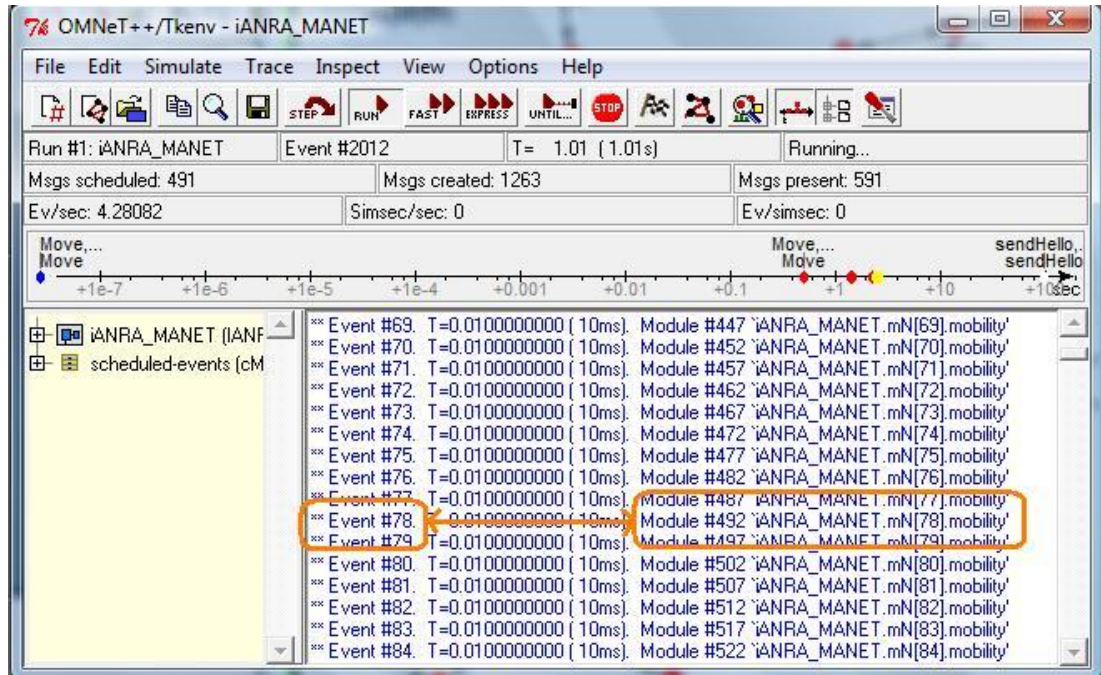 OMNeT++/Tkenv - iANRA_MANET
File Edit Simulate Trace Inspect View Options Help
STEP RUN FAST EXPRESS UNTIL... STOP
Run #1: iANRA_MANET Event #2012 T= 1.01 (1.01s) Running...
Msgs scheduled: 491 Msgs created: 1263 Msgs present: 591
Ev/sec: 4.28082 Simsec/sec: 0 Ev/simsec: 0
Move,... Move,... sendHello,.
Move Move sendHello
+1e-7 +1e-6 +1e-5 +1e-4 +0.001 +0.01 +0.1 +1 +10 sec
iANRA_MANET (IANF
scheduled-events (cM
** Event #69. T=0.0100000000 ( 10ms). Module #447 `iANRA_MANET.mN[69].mobility'
** Event #70. T=0.0100000000 ( 10ms). Module #452 `iANRA_MANET.mN[70].mobility'
** Event #71. T=0.0100000000 ( 10ms). Module #457 `iANRA_MANET.mN[71].mobility'
** Event #72. T=0.0100000000 ( 10ms). Module #462 `iANRA_MANET.mN[72].mobility'
** Event #73. T=0.0100000000 ( 10ms). Module #467 `iANRA_MANET.mN[73].mobility'
** Event #74. T=0.0100000000 ( 10ms). Module #472 `iANRA_MANET.mN[74].mobility'
** Event #75. T=0.0100000000 ( 10ms). Module #477 `iANRA_MANET.mN[75].mobility'
** Event #76. T=0.0100000000 ( 10ms). Module #482 `iANRA_MANET.mN[76].mobility'
** Event #77. T=0.0100000000 ( 10ms). Module #487 `iANRA_MANET.mN[77].mobility'
** Event #78. T=0.0100000000 ( 10ms). Module #492 `iANRA_MANET.mN[78].mobility'
** Event #79. T=0.0100000000 ( 10ms). Module #497 `iANRA_MANET.mN[79].mobility'
** Event #80. T=0.0100000000 ( 10ms). Module #502 `iANRA_MANET.mN[80].mobility'
** Event #81. T=0.0100000000 ( 10ms). Module #507 `iANRA_MANET.mN[81].mobility'
** Event #82. T=0.0100000000 ( 10ms). Module #512 `iANRA_MANET.mN[82].mobility'
** Event #83. T=0.0100000000 ( 10ms). Module #517 `iANRA_MANET.mN[83].mobility'
** Event #84. T=0.0100000000 ( 10ms). Module #522 `iANRA_MANET.mN[84].mobility'